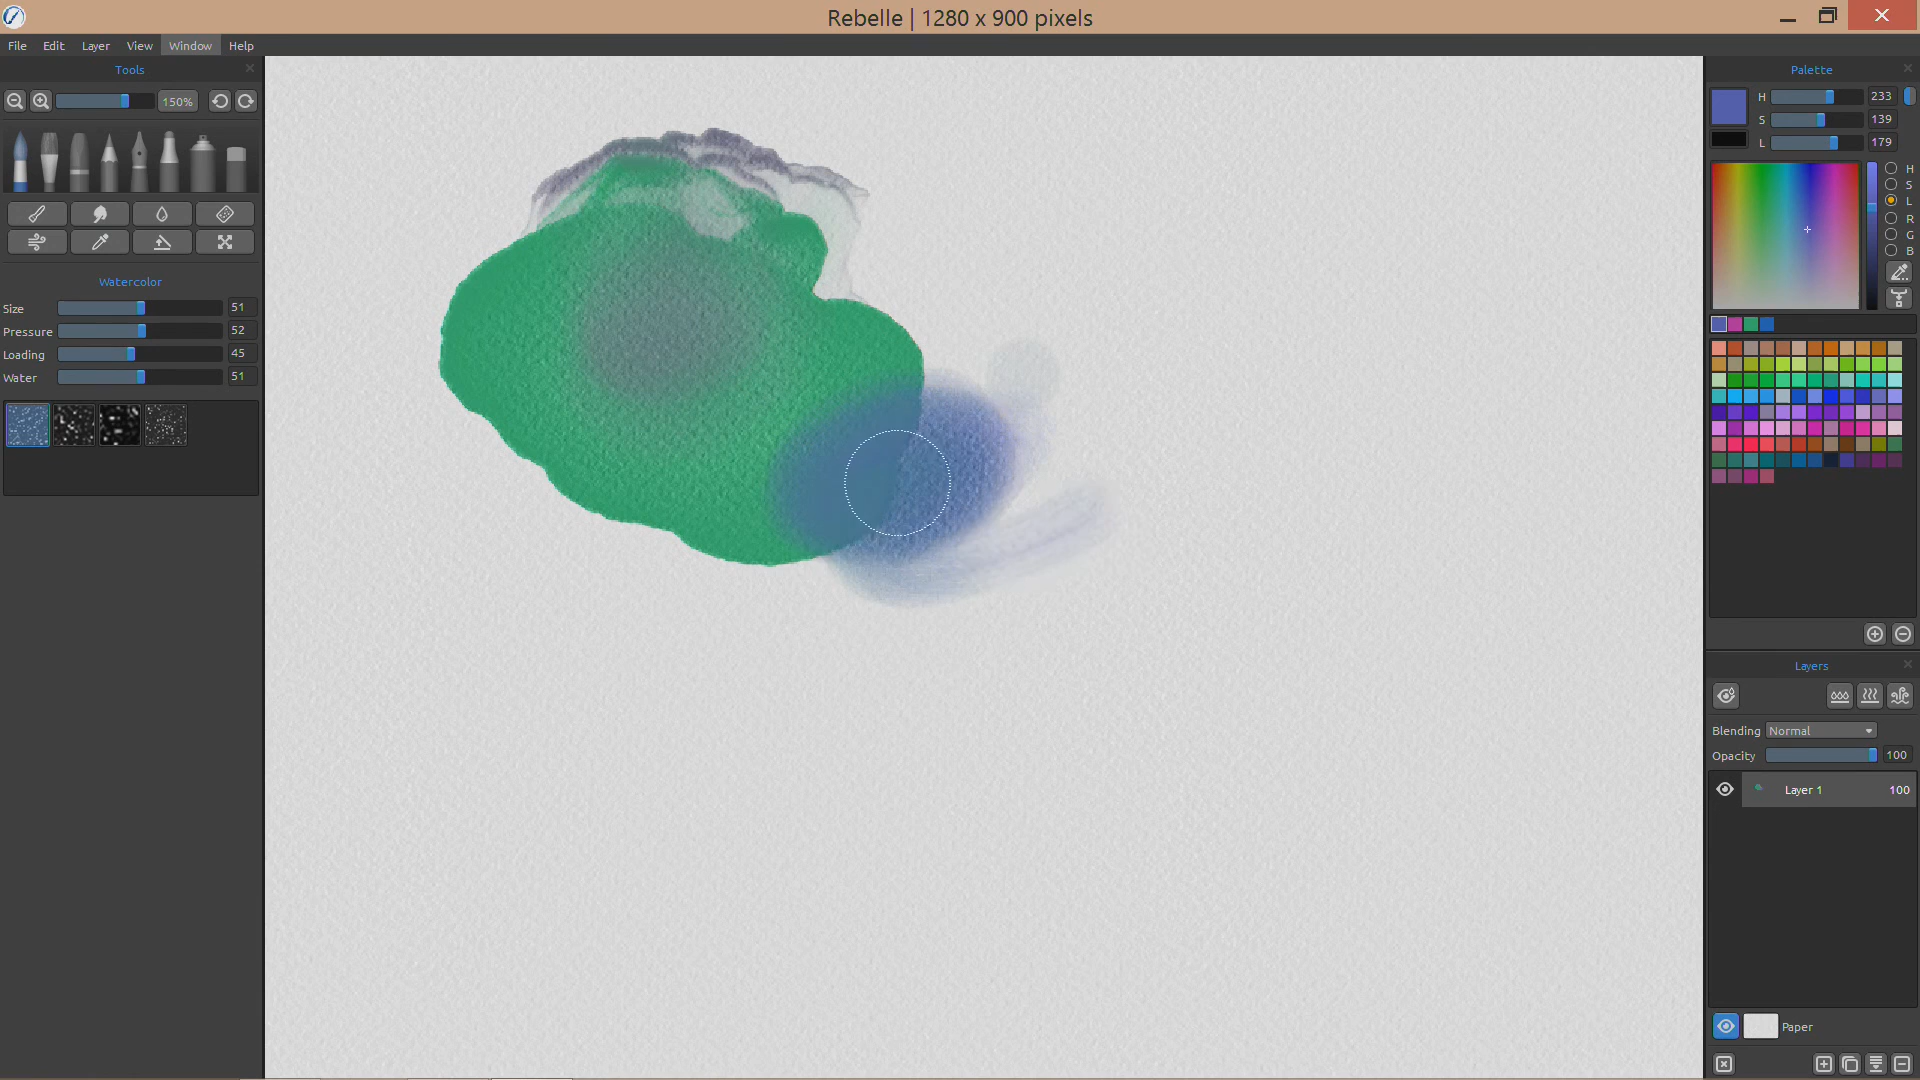 Rebelle | 1280 x 900 pixels
File Edit Layer View Window Help
Tools
150%
Watercolor
Size 51
Pressure 52
Loading 45
Water 51
Palette
H 233
S 139
L 179
H
S
L
R
G
B
Layers
Blending Normal
Opacity 100
Layer 1 100
Paper